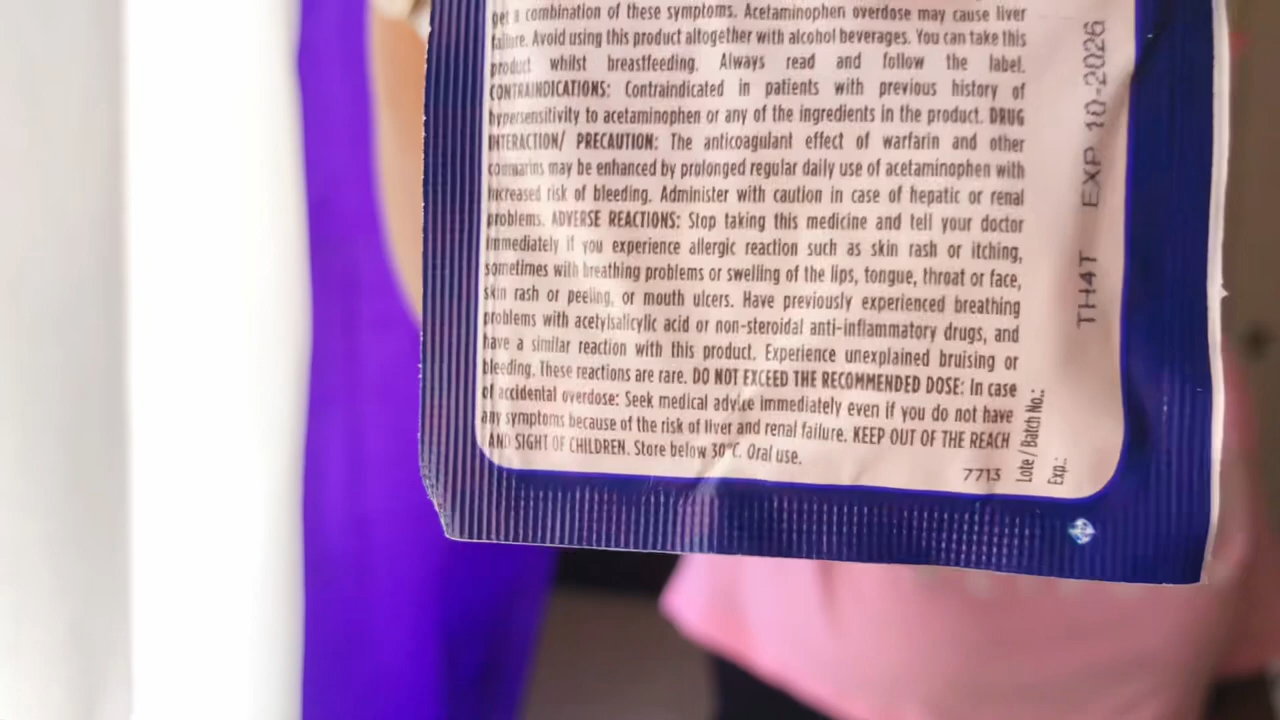 get a combination of these symptoms. Acetaminophen overdose may cause liver
failure. Avoid using this product altogether with alcohol beverages. You can take this
product whilst breastfeeding. Always read and follow the label.
CONTRAINDICATIONS: Contraindicated in patients with previous history of
hypersensitivity to acetaminophen or any of the ingredients in the product. DRUG
INTERACTION/ PRECAUTION: The anticoagulant effect of warfarin and other
coumarins may be enhanced by prolonged regular daily use of acetaminophen with
increased risk of bleeding. Administer with caution in case of hepatic or renal
problems. ADVERSE REACTIONS: Stop taking this medicine and tell your doctor
immediately if you experience allergic reaction such as skin rash or itching,
sometimes with breathing problems or swelling of the lips, tongue, throat or face,
skin rash or peeling, or mouth ulcers. Have previously experienced breathing
problems with acetylsalicylic acid or non-steroidal anti-inflammatory drugs, and
have a similar reaction with this product. Experience unexplained bruising or
bleeding. These reactions are rare. DO NOT EXCEED THE RECOMMENDED DOSE: In case
of accidental overdose: Seek medical advice immediately even if you do not have
any symptoms because of the risk of liver and renal failure. KEEP OUT OF THE REACH
AND SIGHT OF CHILDREN. Store below 30°C. Oral use.
7713
Lote / Batch No.:
Exp.:
TH4T EXP 10-2026